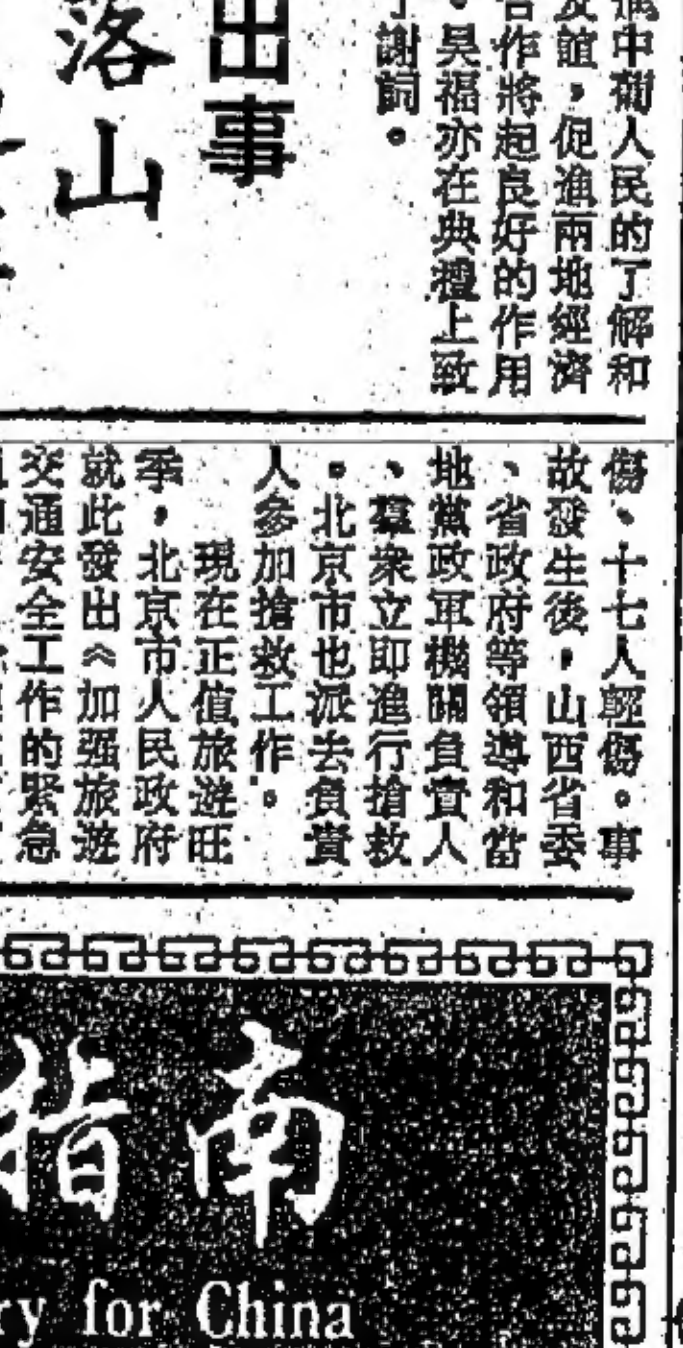 進中葡人民的了解和
友誼，促進兩地經濟
合作將起良好的作用
。吳福亦在典禮上致
了謝詞。
出事
落山
傷、十七人輕傷。事
故發生後，山西省委
、省政府等領導和當
地黨政軍機關負責人
、羣衆立即進行搶救
。北京市也派去負責
人參加搶救工作。
現在正值旅遊旺
季，北京市人民政府
就此發出《加强旅遊
交通安全工作的緊急
南指
ry for China